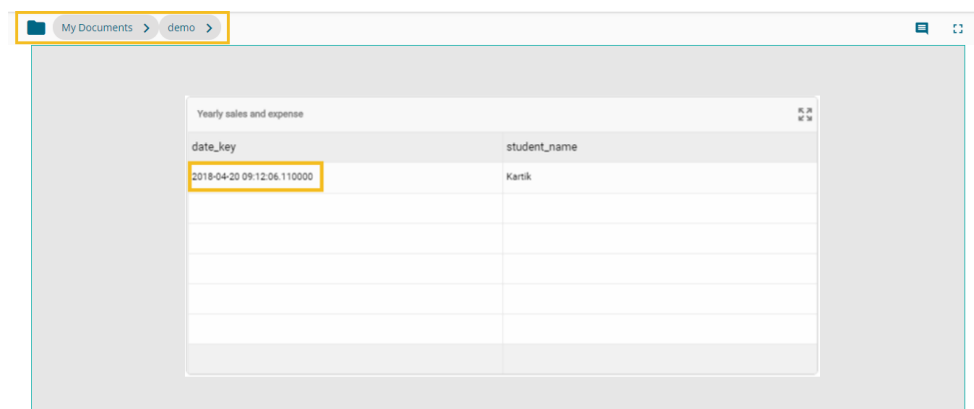 My Documents demo
Yearly sales and expense
date_key student_name
2018-04-20 09:12:06.110000 Kartik